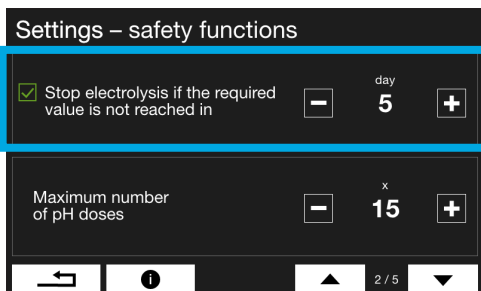 Settings – safety functions
Stop electrolysis if the required
value is not reached in
day
5
Maximum number
of pH doses
x
15
2 / 5